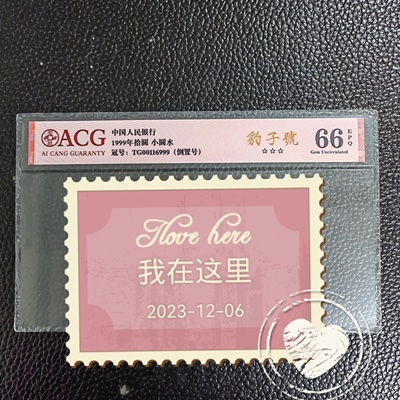 ACG
AI CANG GUARANTY
中国人民银行
1999年拾圆 小圆水
冠号：TG00116999（倒置号）
豹子號
☆☆☆
66 EPQ
Gem Uncirculated
I love here
我在这里
2023-12-06